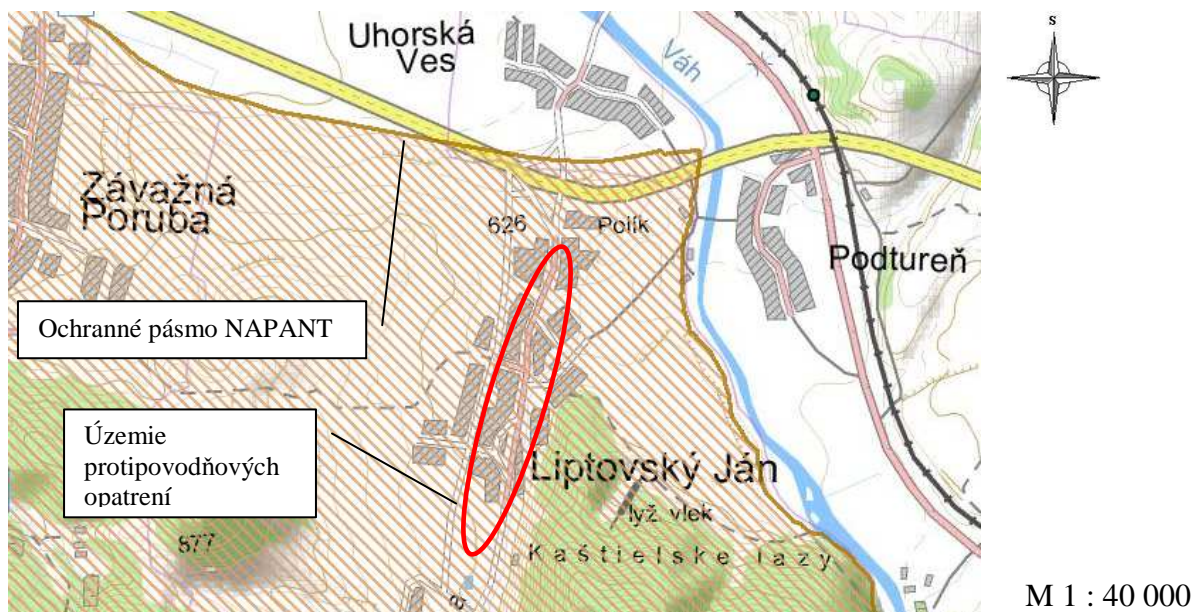 Uhorská
Ves
Váh
S
Závažná
Poruba
626
Polík
Podtureň
Ochranné pásmo NAPANT
Územie
protipovodňových
opatrení
Liptovský Ján
lyž vlek
877
Kaštielske lazy
M 1 : 40 000